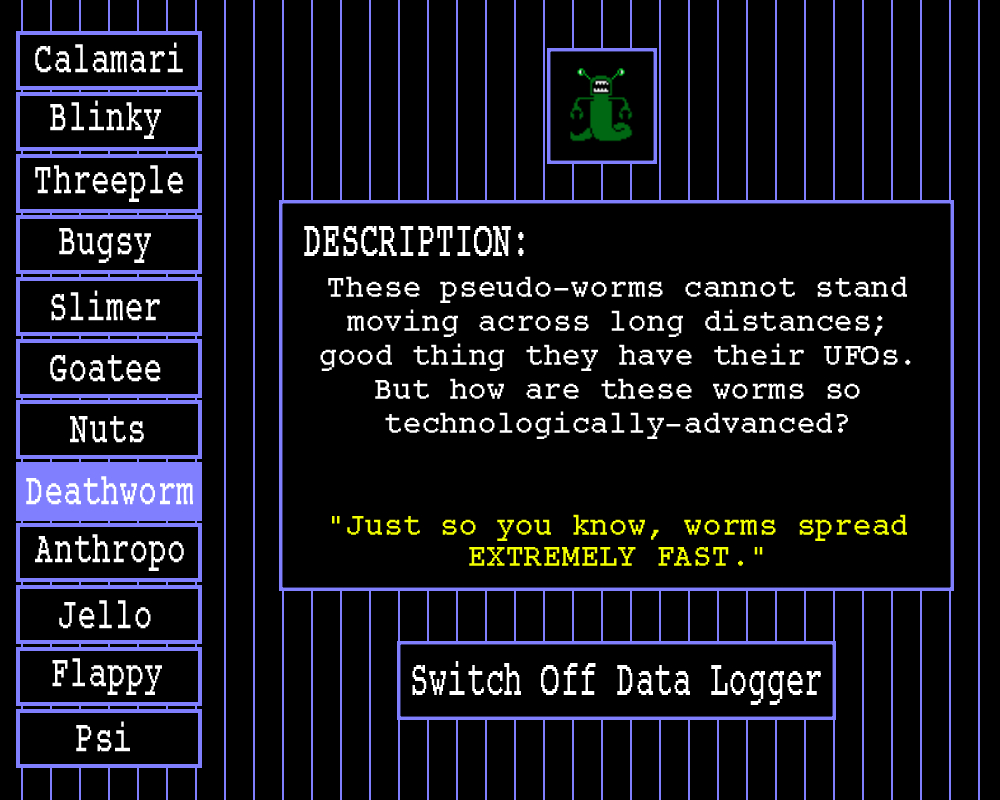 Calamari
Blinky
Threeple
Bugsy
Slimer
Goatee
Nuts
Deathworm
Anthropo
Jello
Flappy
Psi
DESCRIPTION:
These pseudo-worms cannot stand
moving across long distances;
good thing they have their UFOs.
But how are these worms so
technologically-advanced?
"Just so you know, worms spread
EXTREMELY FAST."
Switch Off Data Logger